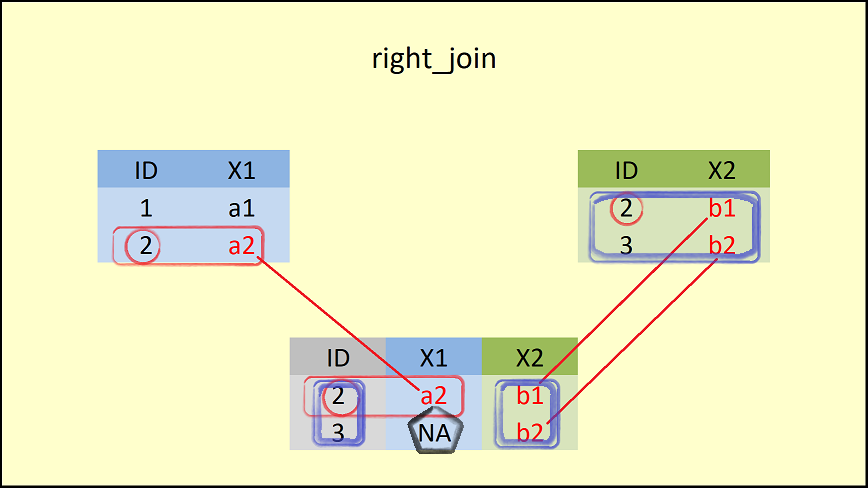 right_join
ID X1
1 a1
2 a2
ID X2
2 b1
3 b2
ID X1 X2
2 a2 b1
3 NA b2